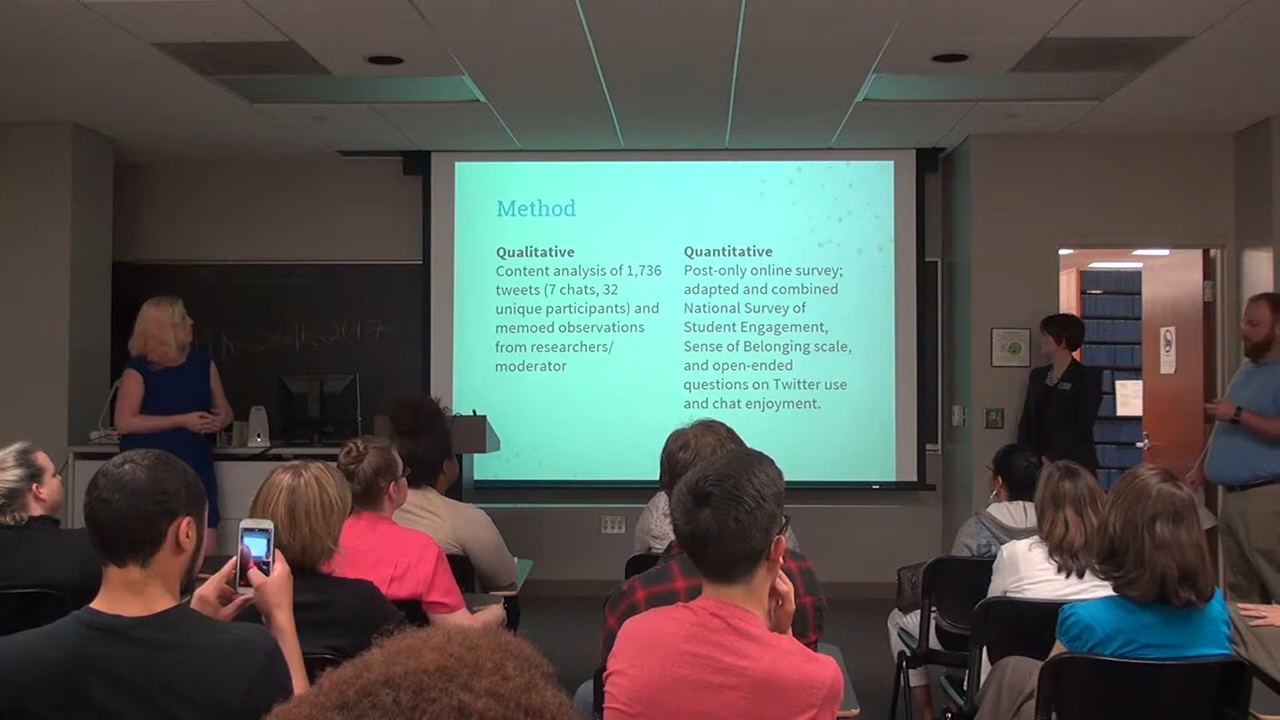 Method
Qualitative
Content analysis of 1,736
tweets (7 chats, 32
unique participants) and
memoed observations
from researchers/
moderator
Quantitative
Post-only online survey;
adapted and combined
National Survey of
Student Engagement,
Sense of Belonging scale,
and open-ended
questions on Twitter use
and chat enjoyment.